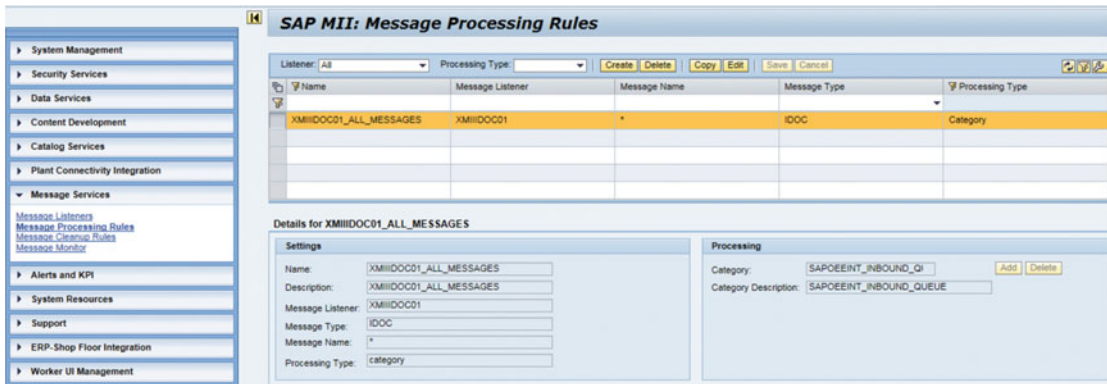 SAP MII: Message Processing Rules
System Management
Security Services
Data Services
Content Development
Catalog Services
Plant Connectivity Integration
Message Services
Message Listeners
Message Processing Rules
Message Cleanup Rules
Message Monitor
Alerts and KPI
System Resources
Support
ERP-Shop Floor Integration
Worker UI Management
Listener: All Processing Type: Create Delete Copy Edit Save Cancel
Name Message Listener Message Name Message Type Processing Type
XMIIIDOC01_ALL_MESSAGES XMIIIDOC01 * IDOC Category
Details for XMIIIDOC01_ALL_MESSAGES
Settings
Name: XMIIIDOC01_ALL_MESSAGES
Description: XMIIIDOC01_ALL_MESSAGES
Message Listener: XMIIIDOC01
Message Type: IDOC
Message Name: *
Processing Type: category
Processing
Category: SAPOEEINT_INBOUND_QI Add Delete
Category Description: SAPOEEINT_INBOUND_QUEUE